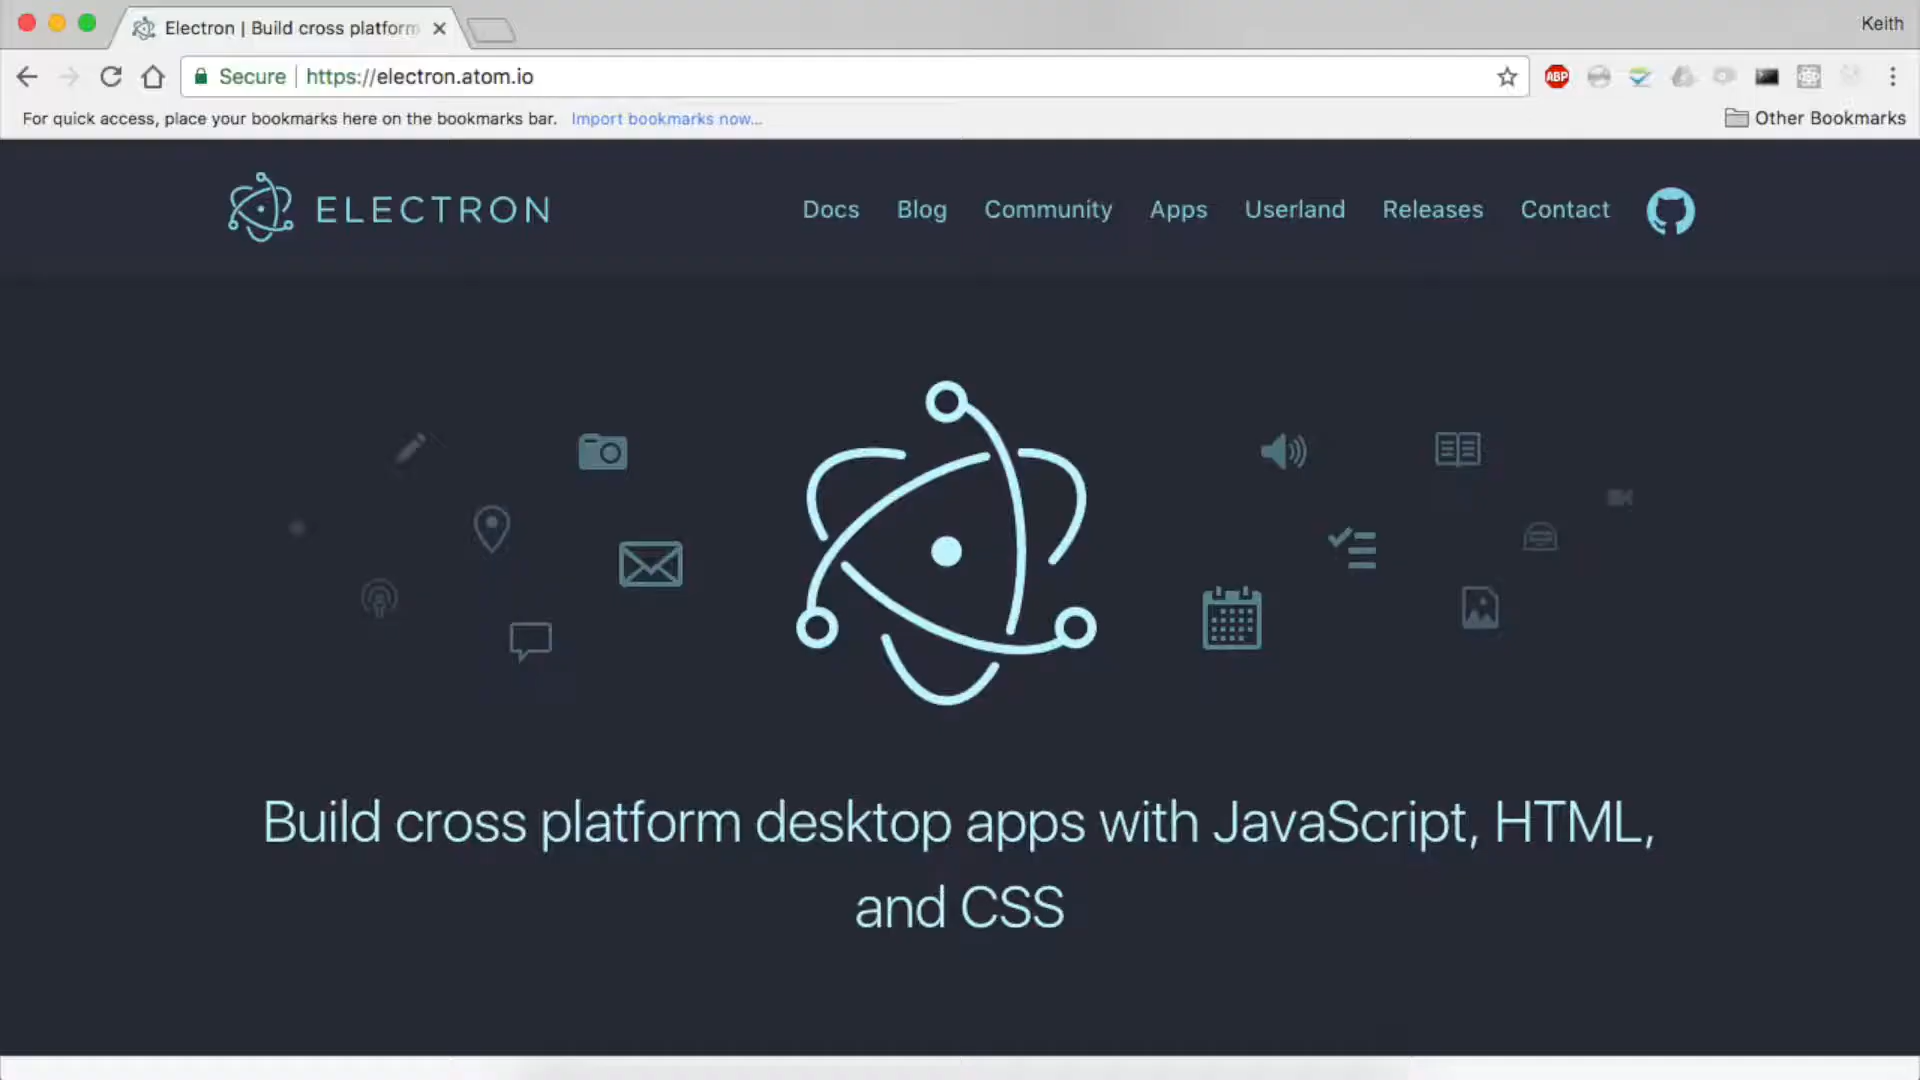 Electron | Build cross platform
Keith
Secure
https://electron.atom.io
ABP
For quick access, place your bookmarks here on the bookmarks bar. Import bookmarks now...
Other Bookmarks
ELECTRON
Docs Blog Community Apps Userland Releases Contact
Build cross platform desktop apps with JavaScript, HTML,
and CSS